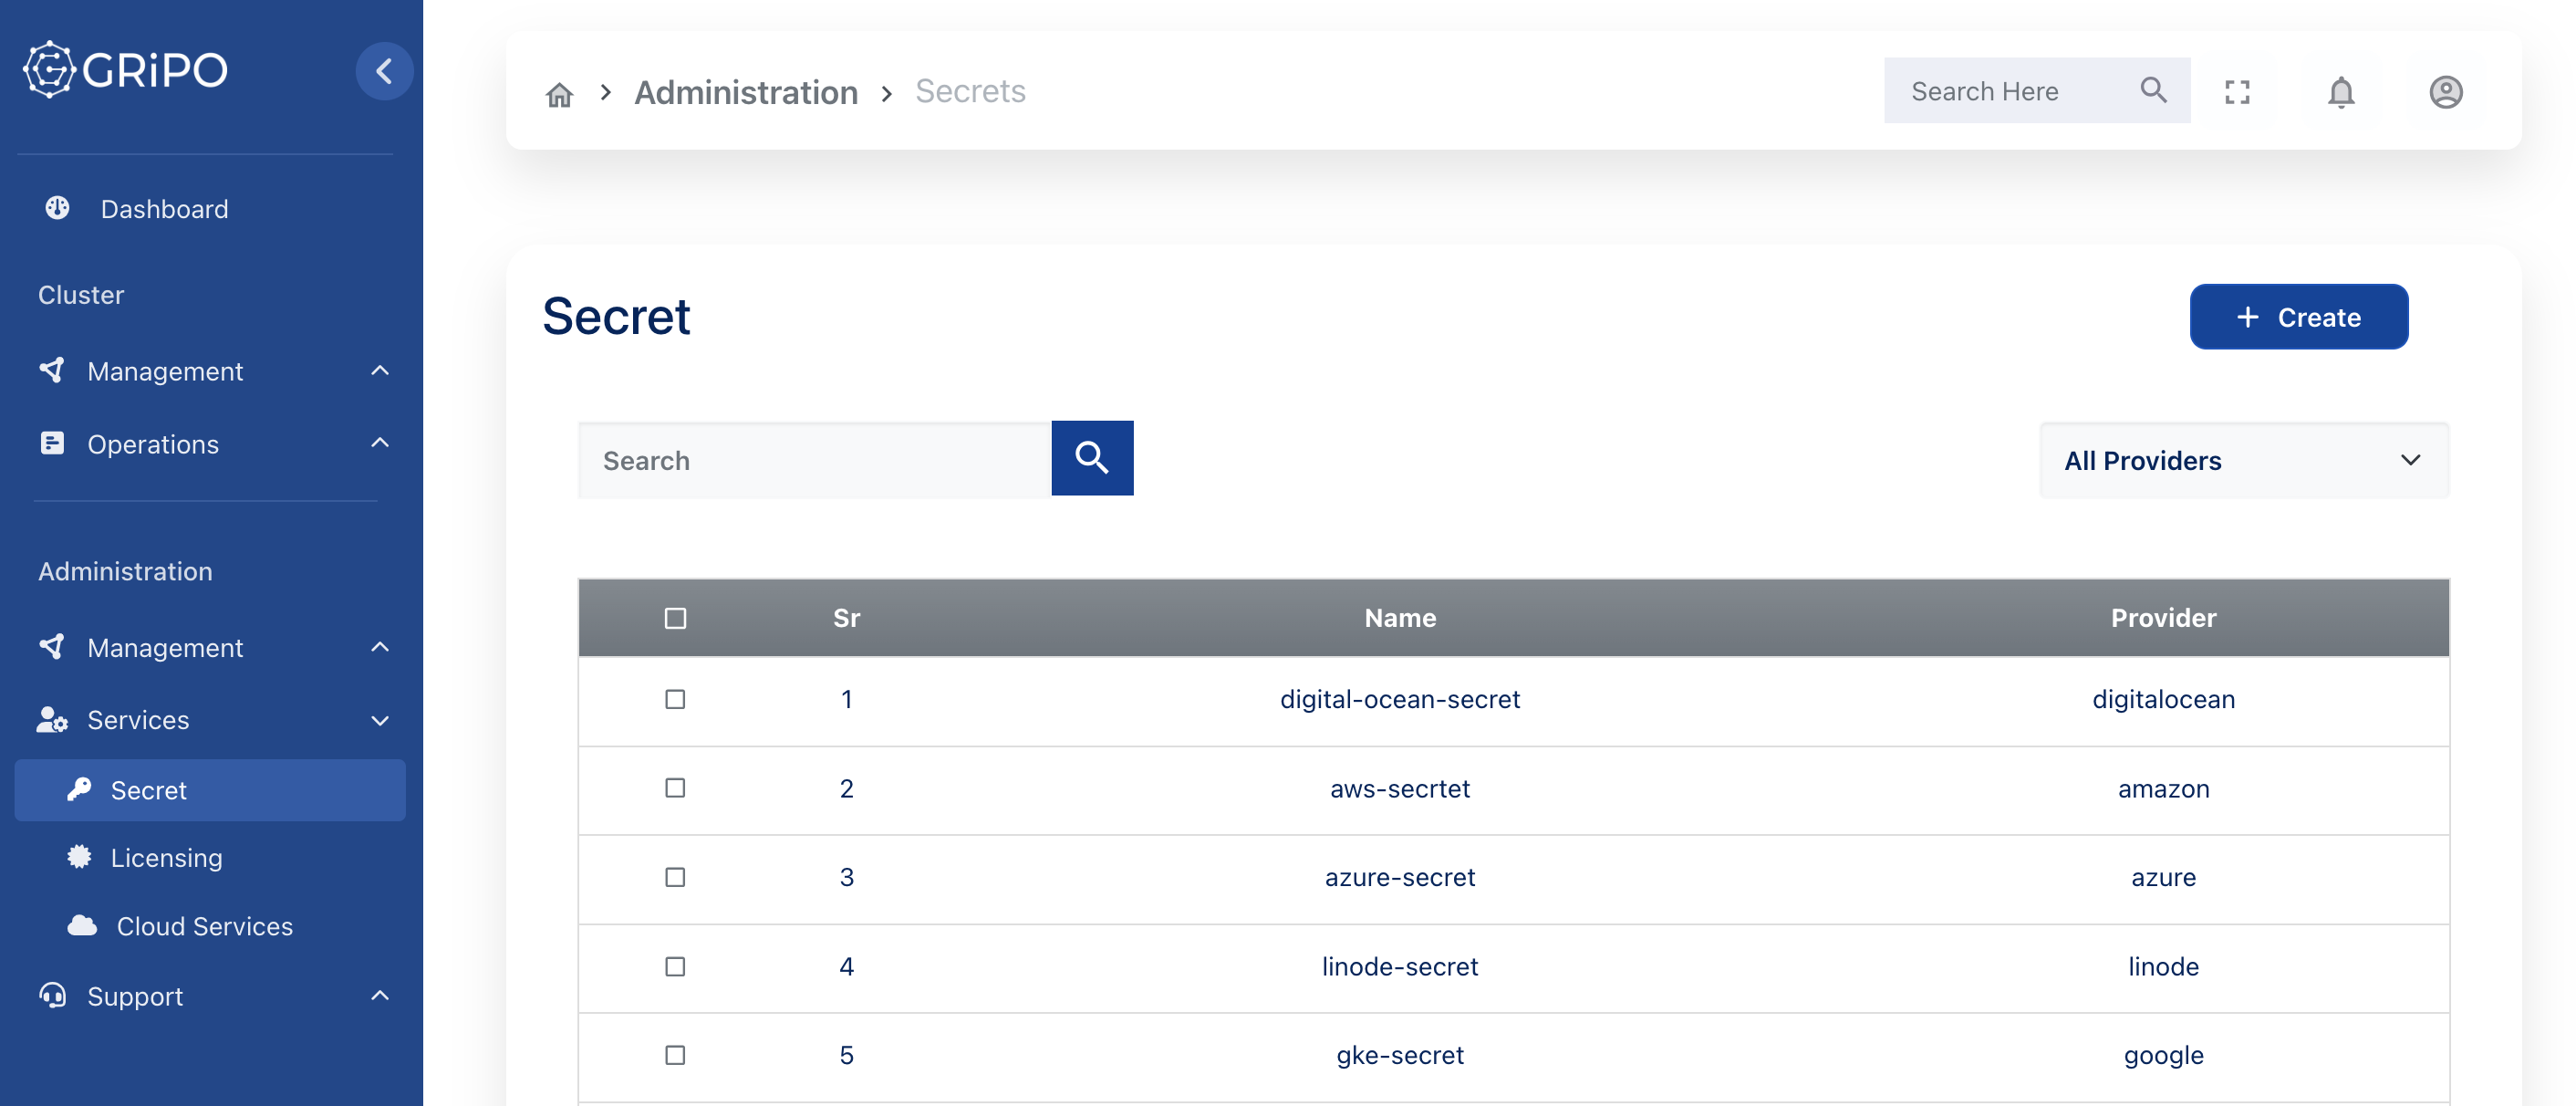 GRiPO
Dashboard
Cluster
Management
Operations
Administration
Management
Services
Secret
Licensing
Cloud Services
Support
Administration Secrets
Search Here
Secret
Create
Search
All Providers
Sr Name Provider
1 digital-ocean-secret digitalocean
2 aws-secrtet amazon
3 azure-secret azure
4 linode-secret linode
5 gke-secret google